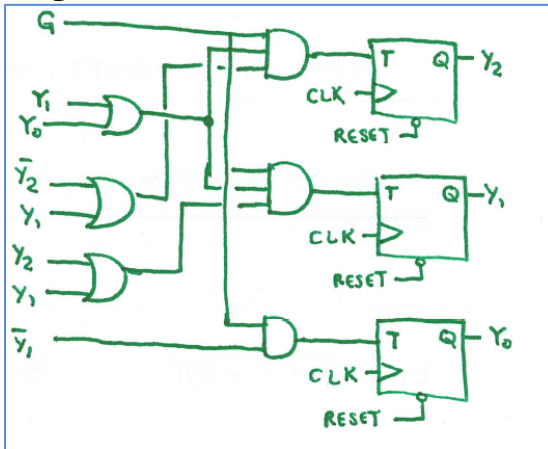 G
T Q Y₂
CLK
RESET
Y₁
Y₀
Y̅₂
Y₁
T Q Y₁
CLK
RESET
Y₂
Y₁
Y̅₁
T Q Y₀
CLK
RESET